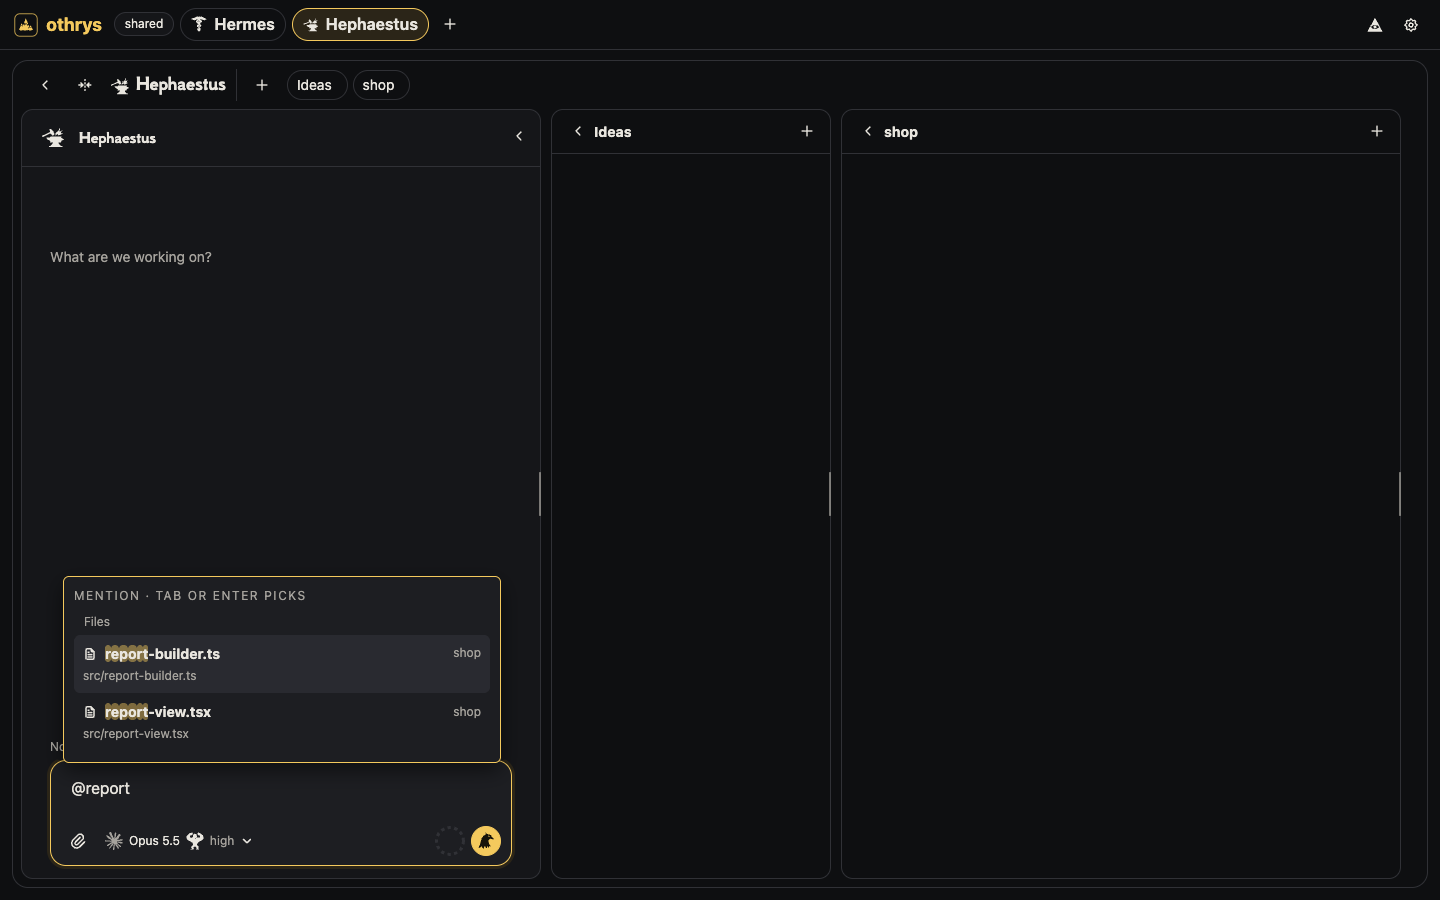 othrys
shared
Hermes
Hephaestus
Hephaestus
Ideas
shop
Hephaestus
Ideas
shop
What are we working on?
MENTION · TAB OR ENTER PICKS
Files
report-builder.ts
shop
src/report-builder.ts
report-view.tsx
shop
src/report-view.tsx
@report
Opus 5.5
high